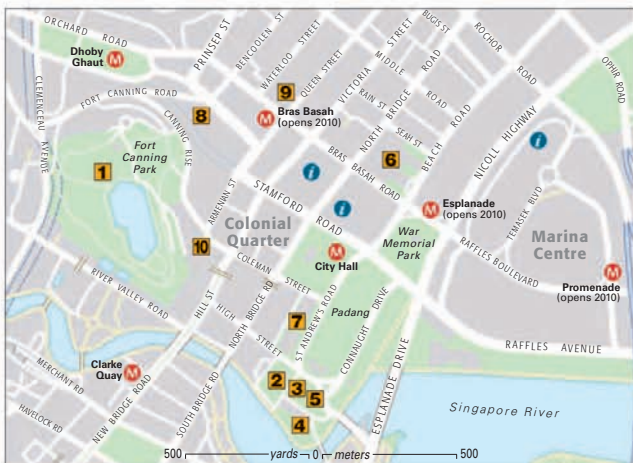 ORCHARD ROAD
Dhoby
Ghaut
M
PRINSEP ST
BENCOOLEN ST
WATERLOO STREET
QUEEN STREET
VICTORIA STREET
MIDDLE ROAD
BUGIS ST
ROCHOR ROAD
OPHIR ROAD
CLEMENCEAU AVENUE
FORT CANNING ROAD
CANNING RISE
8
9
M
Bras Basah
(opens 2010)
RAIN ST
NORTH BRIDGE ROAD
SEAH ST
BEACH ROAD
NICOLL HIGHWAY
i
1
Fort
Canning
Park
i
BRAS BASAH ROAD
6
ARMENIAN ST
STAMFORD ROAD
i
M
Esplanade
(opens 2010)
TEMASEK BLVD
Colonial
Quarter
10
M
City Hall
War
Memorial
Park
RAFFLES BOULEVARD
Marina
Centre
M
Promenade
(opens 2010)
COLEMAN STREET
RIVER VALLEY ROAD
HILL ST
HIGH STREET
NORTH BRIDGE RD
7
ST ANDREW'S ROAD
Padang
CONNAUGHT DRIVE
ESPLANADE DRIVE
RAFFLES AVENUE
MERCHANT RD
Clarke
Quay
M
2
3
5
4
HAVELOCK RD
NEW BRIDGE ROAD
SOUTH BRIDGE RD
Singapore River
500 yards 0 meters 500